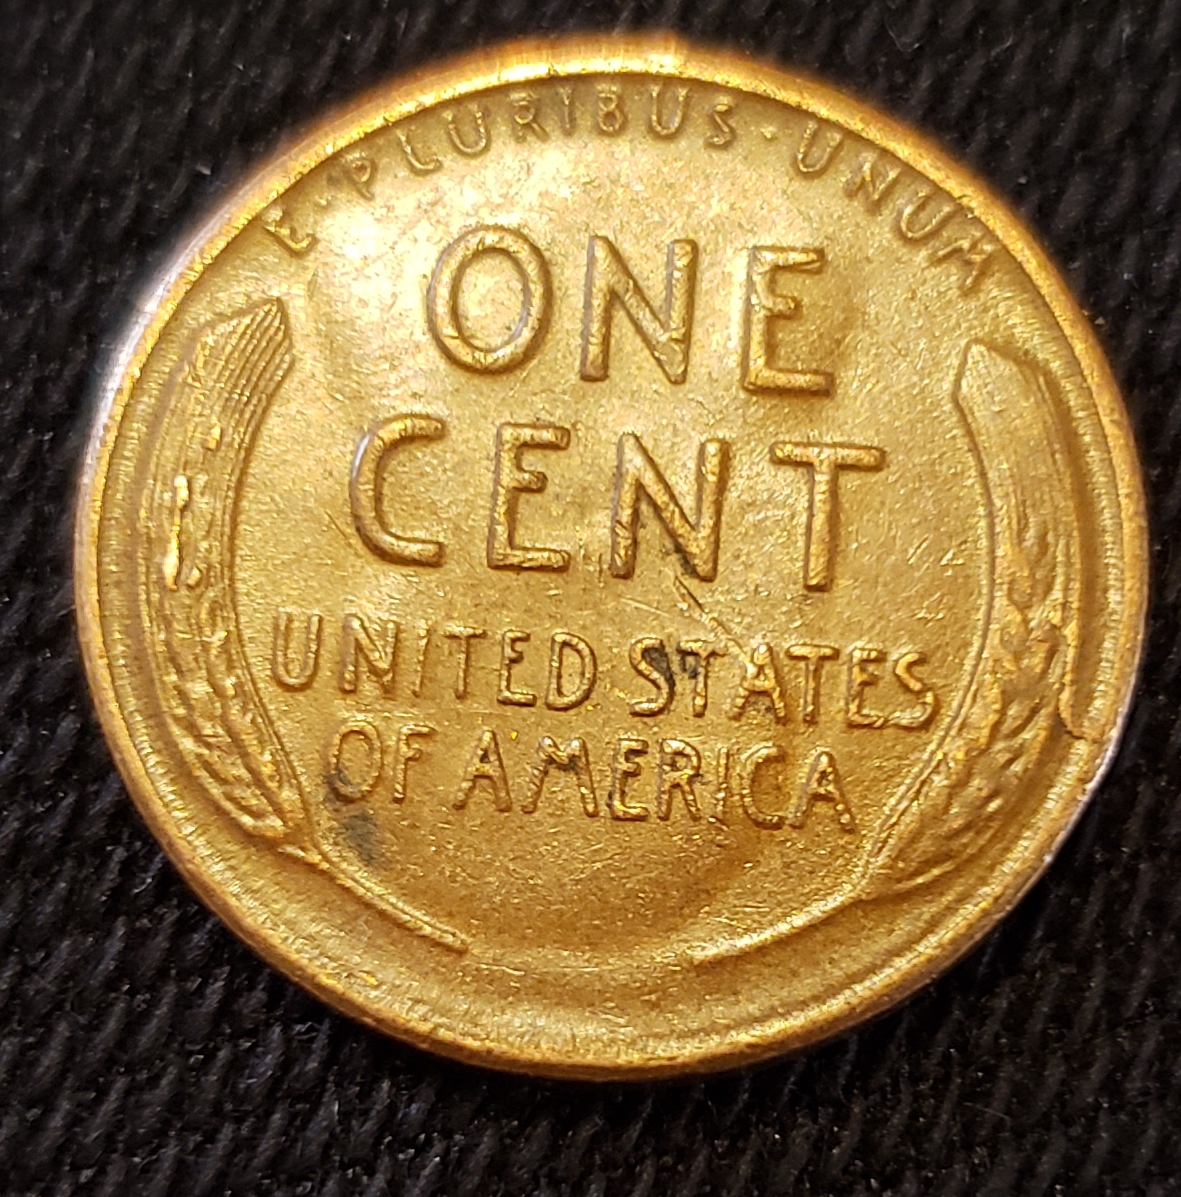 E·PLURIBUS·UNUM
ONE
CENT
UNITED STATES
OF AMERICA